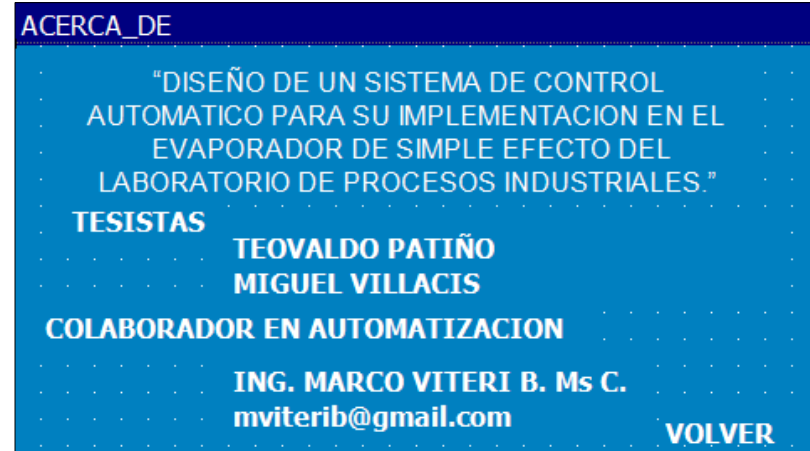 ACERCA_DE
“DISEÑO DE UN SISTEMA DE CONTROL
AUTOMATICO PARA SU IMPLEMENTACION EN EL
EVAPORADOR DE SIMPLE EFECTO DEL
LABORATORIO DE PROCESOS INDUSTRIALES.”
TESISTAS
TEOVALDO PATIÑO
MIGUEL VILLACIS
COLABORADOR EN AUTOMATIZACION
ING. MARCO VITERI B. Ms C.
mviterib@gmail.com
VOLVER